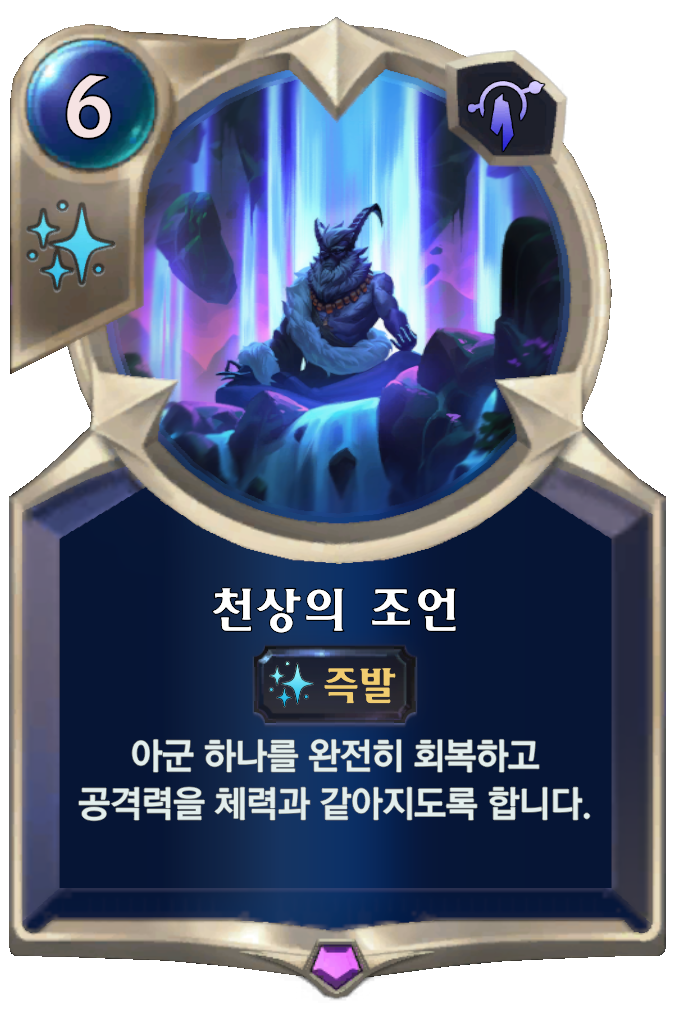 6
천상의 조언
즉발
아군 하나를 완전히 회복하고
공격력을 체력과 같아지도록 합니다.